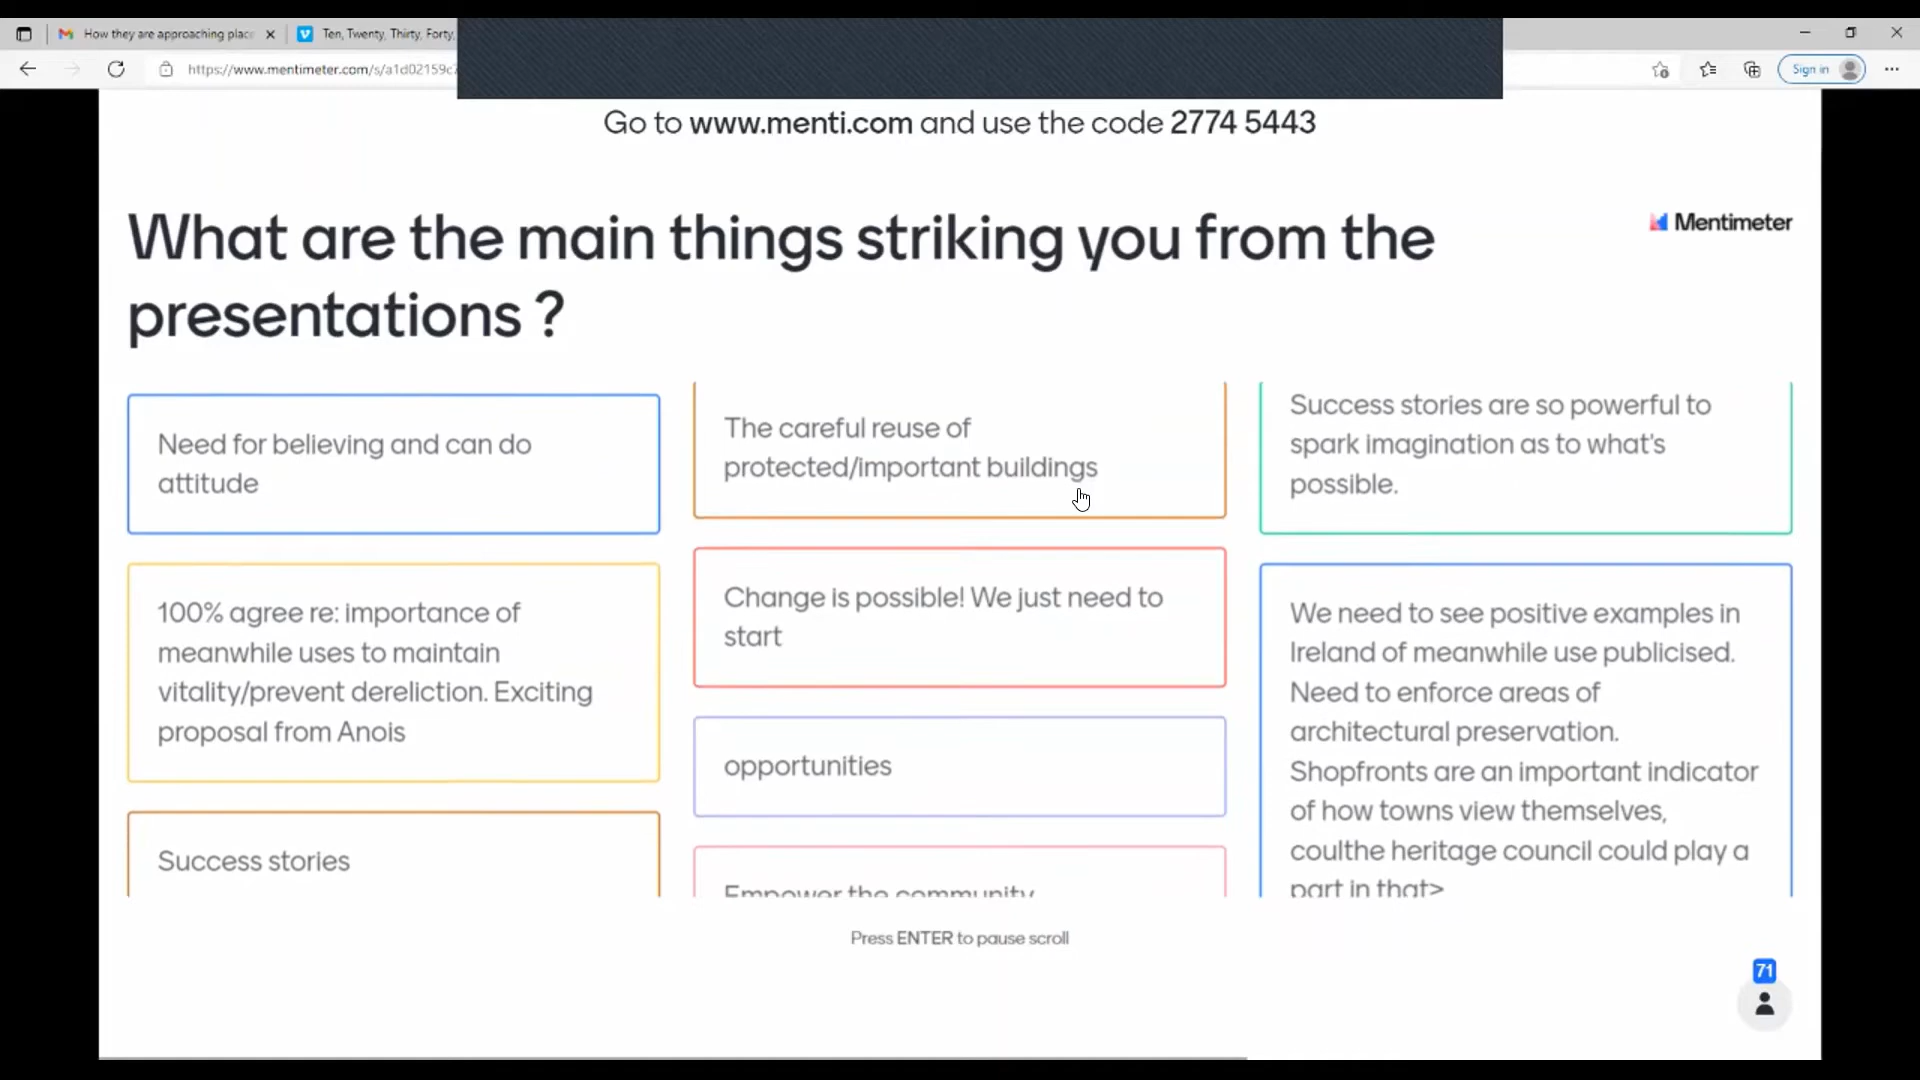 How they are approaching place
Ten, Twenty, Thirty, Forty,
https://www.mentimeter.com/s/a1d02159c7
Sign in
Go to www.menti.com and use the code 2774 5443
What are the main things striking you from the
presentations ?
Mentimeter
Need for believing and can do
attitude
100% agree re: importance of
meanwhile uses to maintain
vitality/prevent dereliction. Exciting
proposal from Anois
Success stories
The careful reuse of
protected/important buildings
Change is possible! We just need to
start
opportunities
Empower the community
Success stories are so powerful to
spark imagination as to what's
possible.
We need to see positive examples in
Ireland of meanwhile use publicised.
Need to enforce areas of
architectural preservation.
Shopfronts are an important indicator
of how towns view themselves,
coulthe heritage council could play a
part in that>
Press ENTER to pause scroll
71